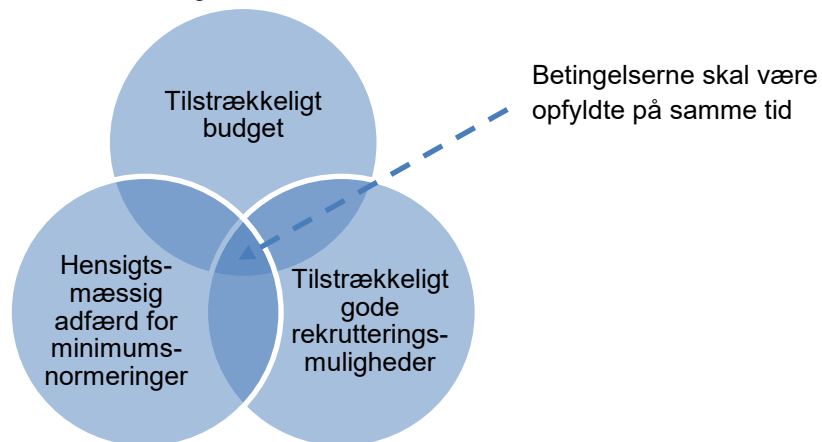 Tilstrækkeligt
budget
Betingelserne skal være
opfyldte på samme tid
Hensigts-
mæssig
adfærd for
minimums-
normeringer
Tilstrækkeligt
gode
rekrutterings-
muligheder